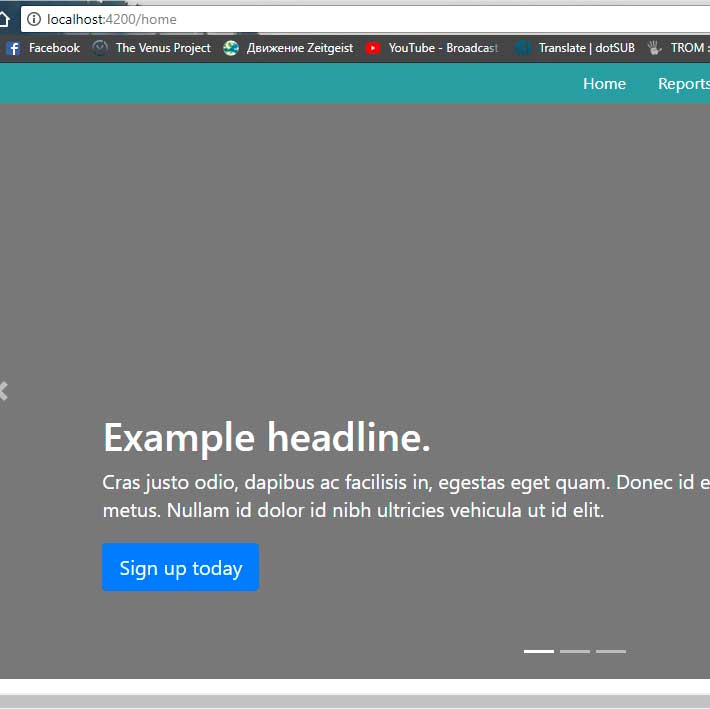 localhost:4200/home
Facebook The Venus Project Движение Zeitgeist YouTube - Broadcast Translate | dotSUB TROM :
Home Reports
Example headline.
Cras justo odio, dapibus ac facilisis in, egestas eget quam. Donec id e
metus. Nullam id dolor id nibh ultricies vehicula ut id elit.
Sign up today